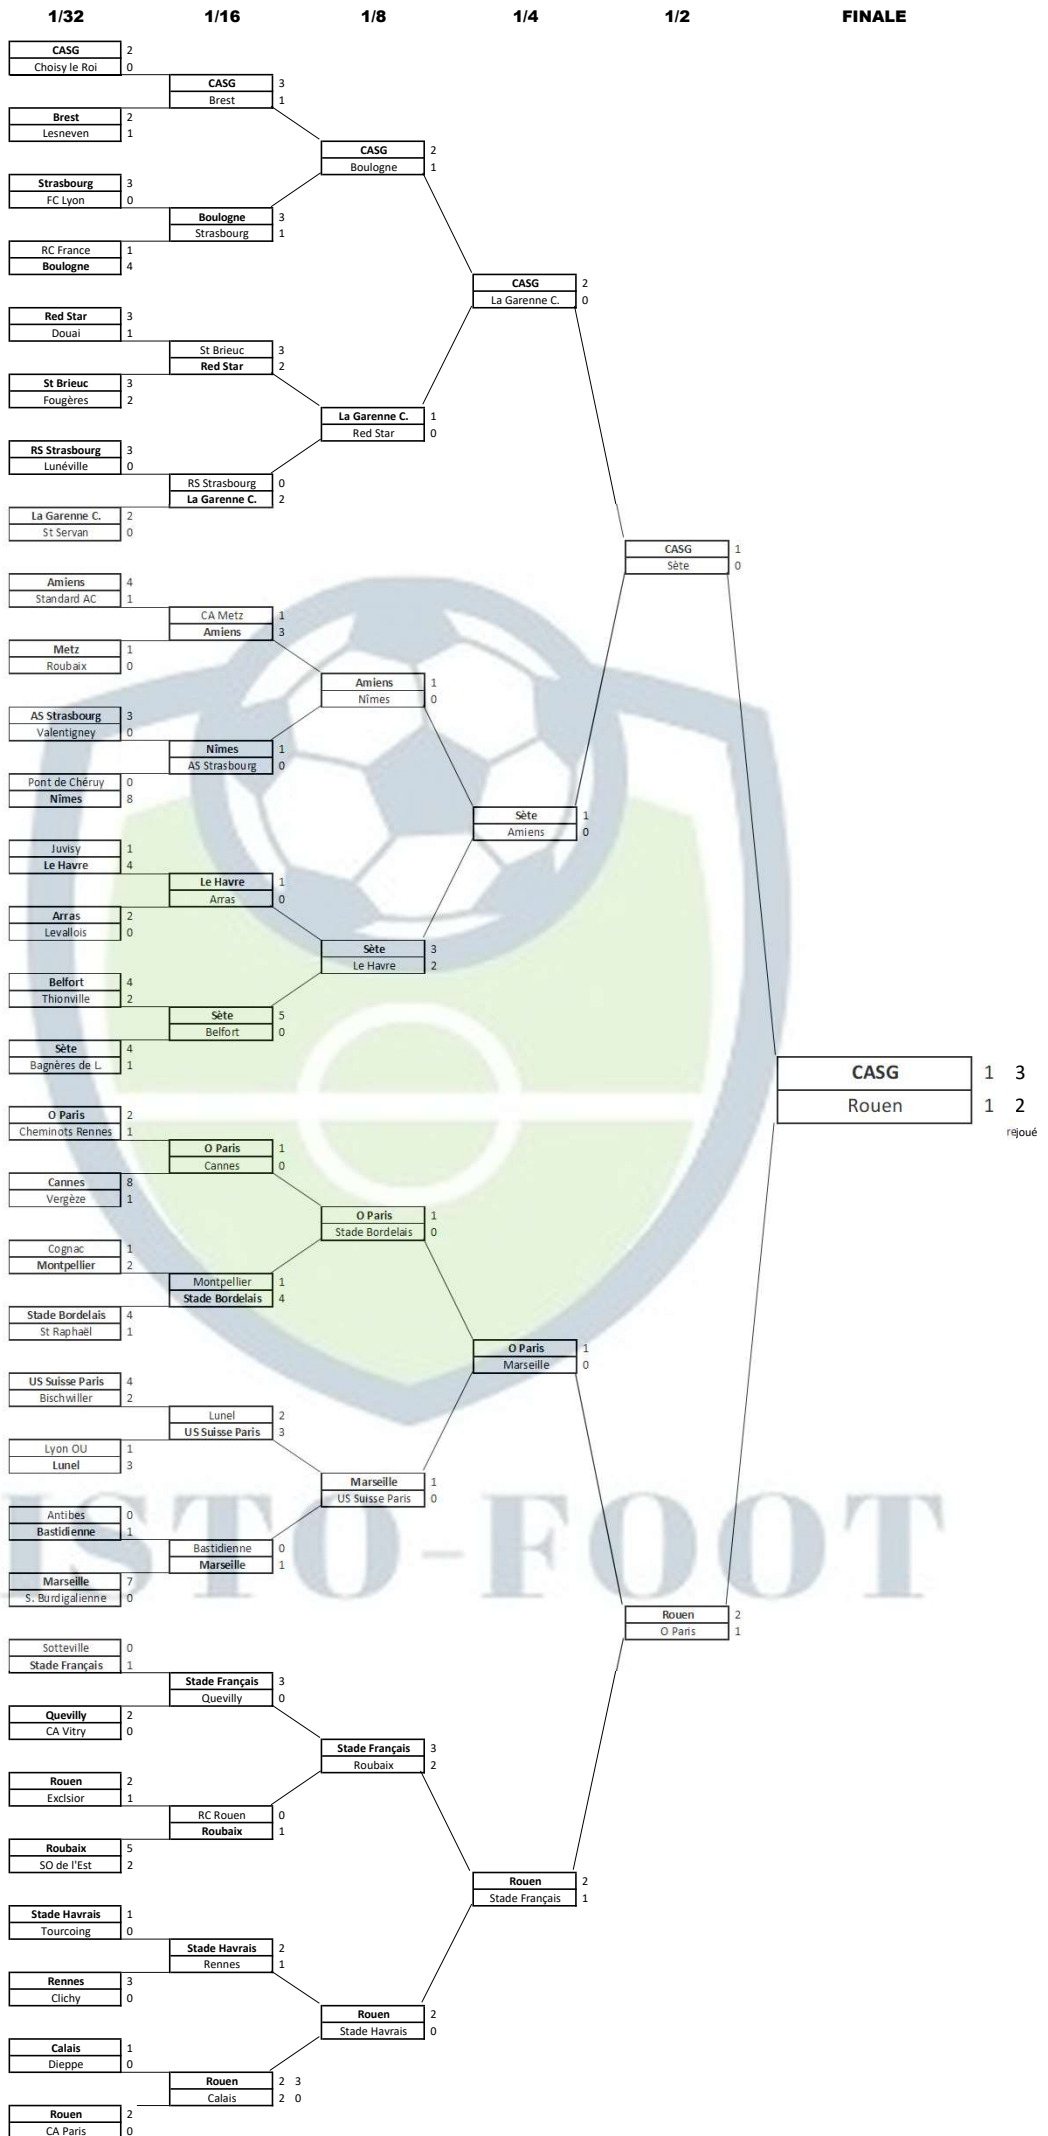 1/32 1/16 1/8 1/4 1/2 FINALE
CASG 2
Choisy le Roi 0
CASG 3
Brest 1
Brest 2
Lesneven 1
CASG 2
Boulogne 1
Strasbourg 3
FC Lyon 0
Boulogne 3
Strasbourg 1
RC France 1
Boulogne 4
CASG 2
La Garenne C. 0
Red Star 3
Douai 1
St Brieuc 3
Red Star 2
St Brieuc 3
Fougères 2
La Garenne C. 1
Red Star 0
RS Strasbourg 3
Lunéville 0
RS Strasbourg 0
La Garenne C. 2
La Garenne C. 2
St Servan 0
CASG 1
Sète 0
Amiens 4
Standard AC 1
CA Metz 1
Amiens 3
Metz 1
Roubaix 0
Amiens 1
Nîmes 0
AS Strasbourg 3
Valentigney 0
Nîmes 1
AS Strasbourg 0
Pont de Chéruy 0
Nîmes 8
Sète 1
Amiens 0
Juvisy 1
Le Havre 4
Le Havre 1
Arras 0
Arras 2
Levallois 0
Sète 3
Le Havre 2
Belfort 4
Thionville 2
Sète 5
Belfort 0
Sète 4
Bagnères de L. 1
CASG 1 3
Rouen 1 2
rejoué
O Paris 2
Cheminots Rennes 1
O Paris 1
Cannes 0
Cannes 8
Vergèze 1
O Paris 1
Stade Bordelais 0
Cognac 1
Montpellier 2
Montpellier 1
Stade Bordelais 4
Stade Bordelais 4
St Raphaël 1
O Paris 1
Marseille 0
US Suisse Paris 4
Bischwiller 2
Lunel 2
US Suisse Paris 3
Lyon OU 1
Lunel 3
Marseille 1
US Suisse Paris 0
ISTO-FOOT
Antibes 0
Bastidienne 1
Bastidienne 0
Marseille 1
Marseille 7
S. Burdigalienne 0
Rouen 2
O Paris 1
Sotteville 0
Stade Français 1
Stade Français 3
Quevilly 0
Quevilly 2
CA Vitry 0
Stade Français 3
Roubaix 2
Rouen 2
Exclsior 1
RC Rouen 0
Roubaix 1
Roubaix 5
SO de l'Est 2
Rouen 2
Stade Français 1
Stade Havrais 1
Tourcoing 0
Stade Havrais 2
Rennes 1
Rennes 3
Clichy 0
Rouen 2
Stade Havrais 0
Calais 1
Dieppe 0
Rouen 2 3
Calais 2 0
Rouen 2
CA Paris 0